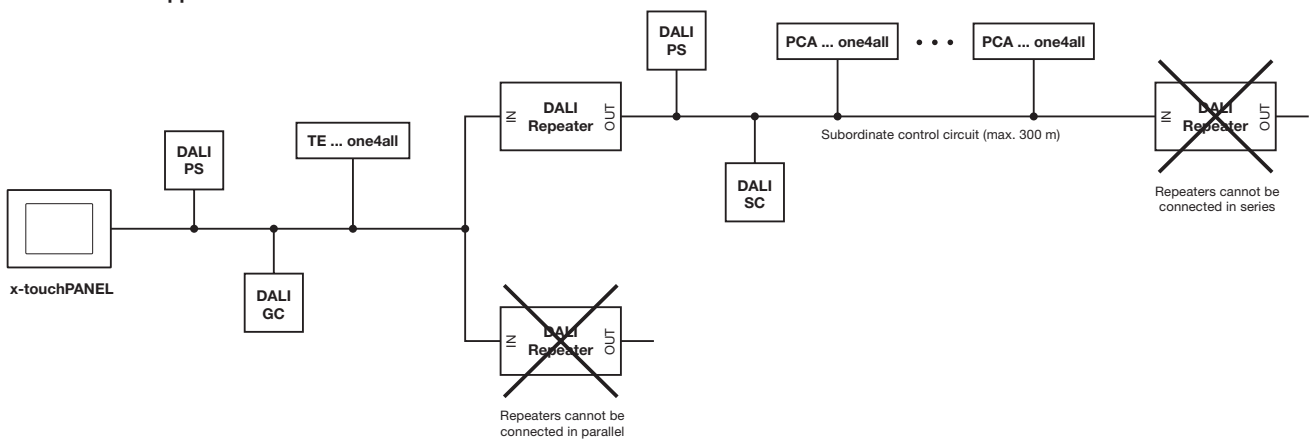 DALI
PS
PCA ... one4all
• • •
PCA ... one4all
IN
DALI
Repeater
OUT
Subordinate control circuit (max. 300 m)
DALI
SC
IN
DALI
Repeater
OUT
Repeaters cannot be
connected in series
TE ... one4all
DALI
PS
x-touchPANEL
DALI
GC
IN
DALI
Repeater
OUT
Repeaters cannot be
connected in parallel